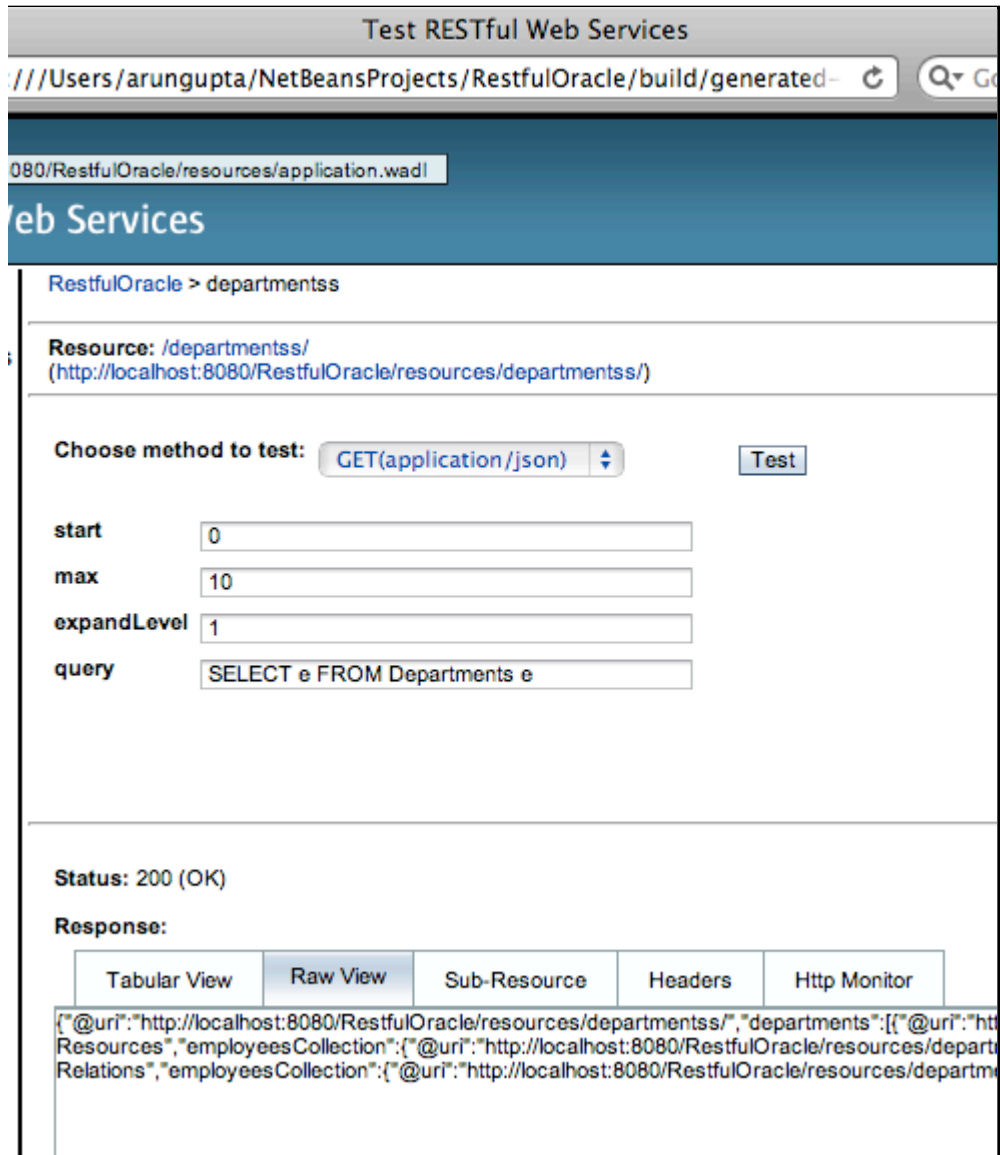 Test RESTful Web Services
:///Users/arungupta/NetBeansProjects/RestfulOracle/build/generated-
080/RestfulOracle/resources/application.wadl
Web Services
RestfulOracle > departmentss
Resource: /departmentss/
(http://localhost:8080/RestfulOracle/resources/departmentss/)
Choose method to test: GET(application/json) Test
start 0
max 10
expandLevel 1
query SELECT e FROM Departments e
Status: 200 (OK)
Response:
Tabular View Raw View Sub-Resource Headers Http Monitor
{"@uri":"http://localhost:8080/RestfulOracle/resources/departmentss/","departments":[{"@uri":"htt
Resources","employeesCollection":{"@uri":"http://localhost:8080/RestfulOracle/resources/departm
Relations","employeesCollection":{"@uri":"http://localhost:8080/RestfulOracle/resources/departme